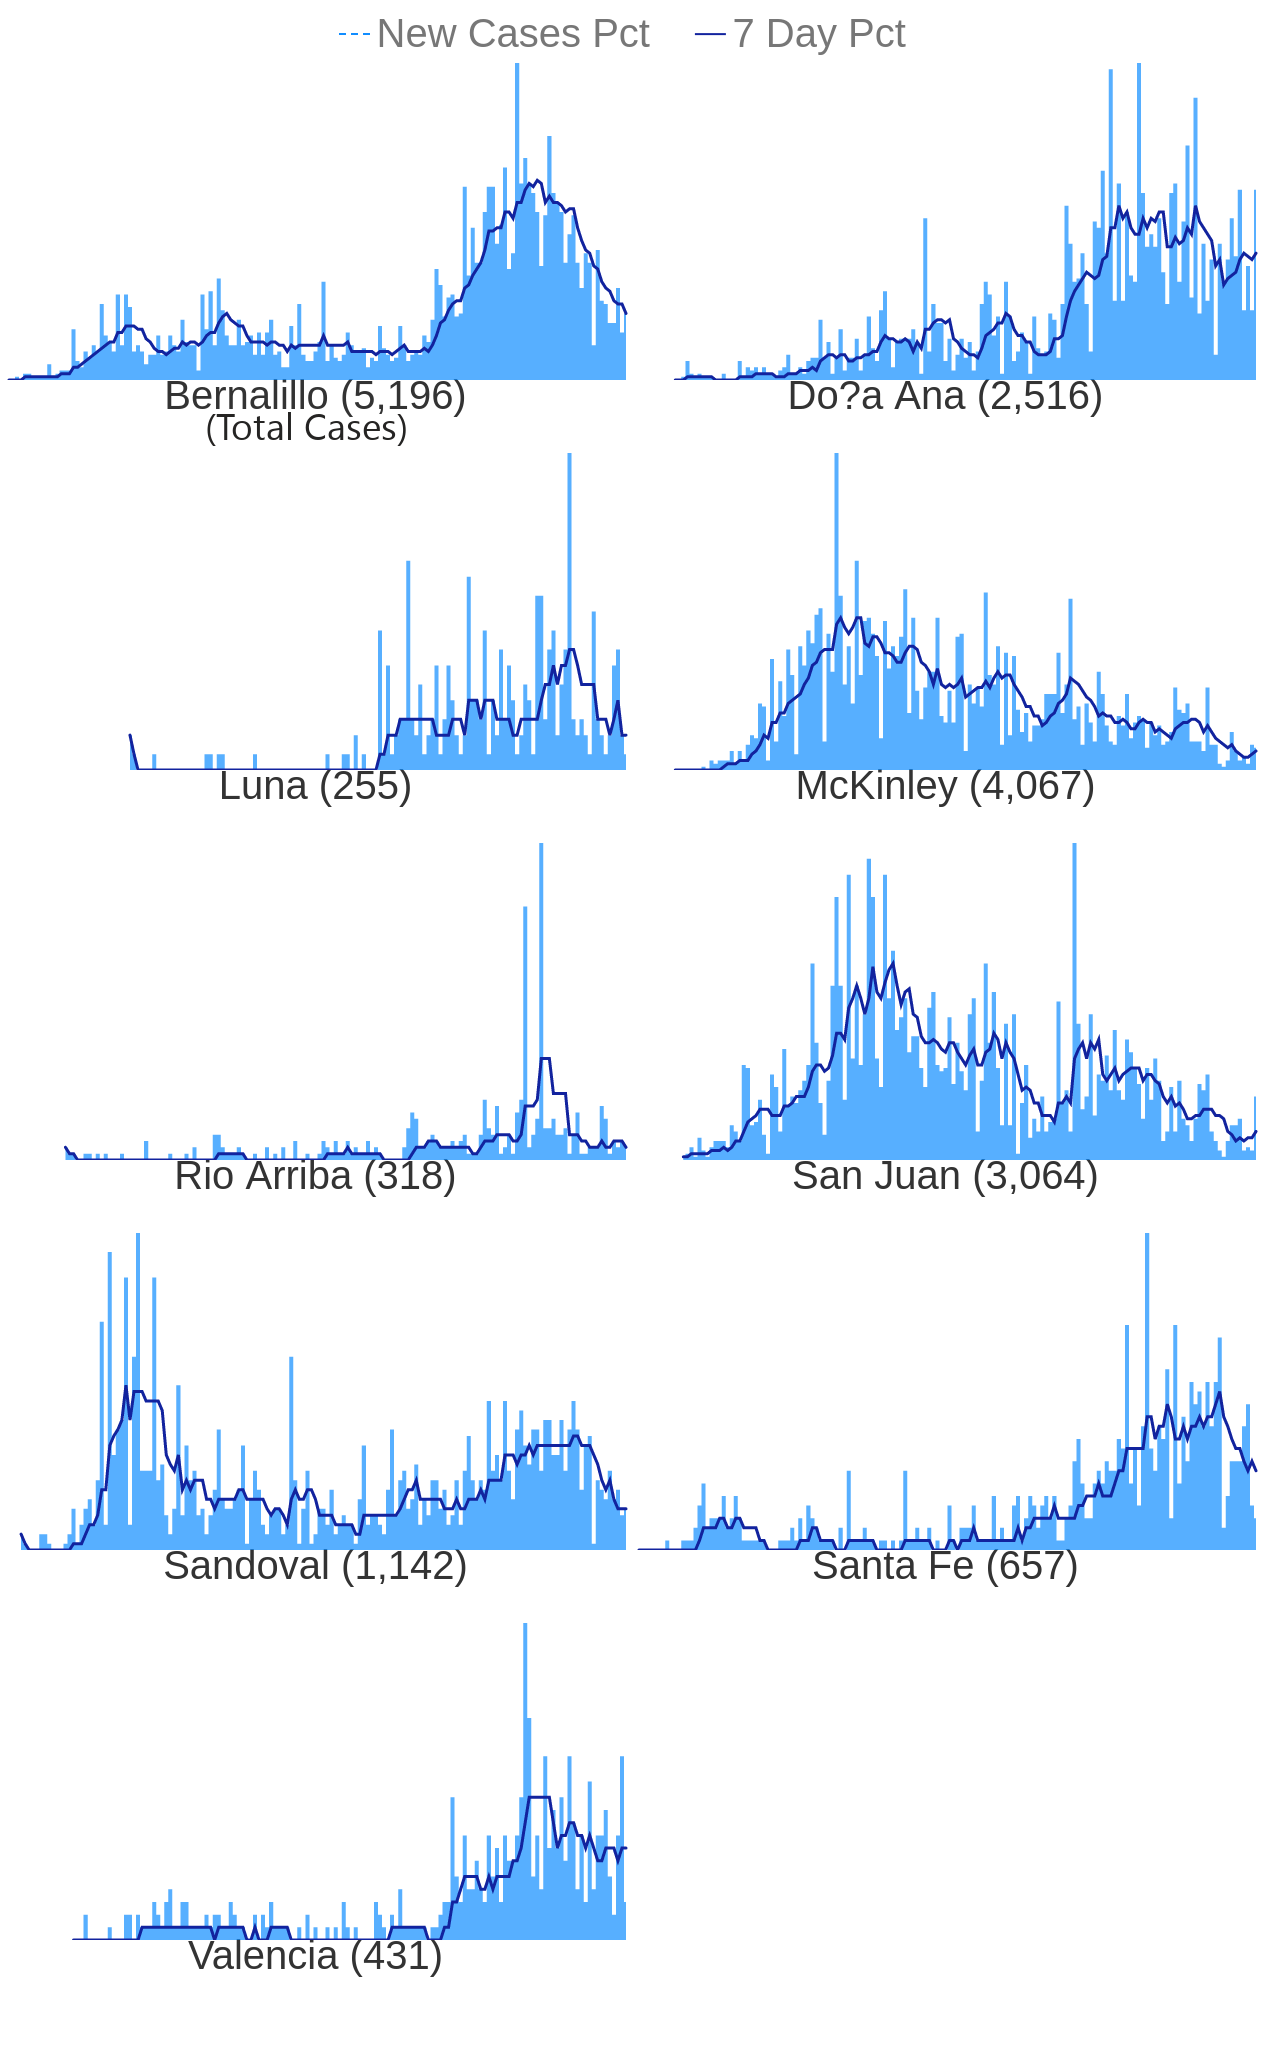 New Cases Pct 7 Day Pct
Bernalillo (5,196) Do?a Ana (2,516)
(Total Cases)
Luna (255) McKinley (4,067)
Rio Arriba (318) San Juan (3,064)
Sandoval (1,142) Santa Fe (657)
Valencia (431)